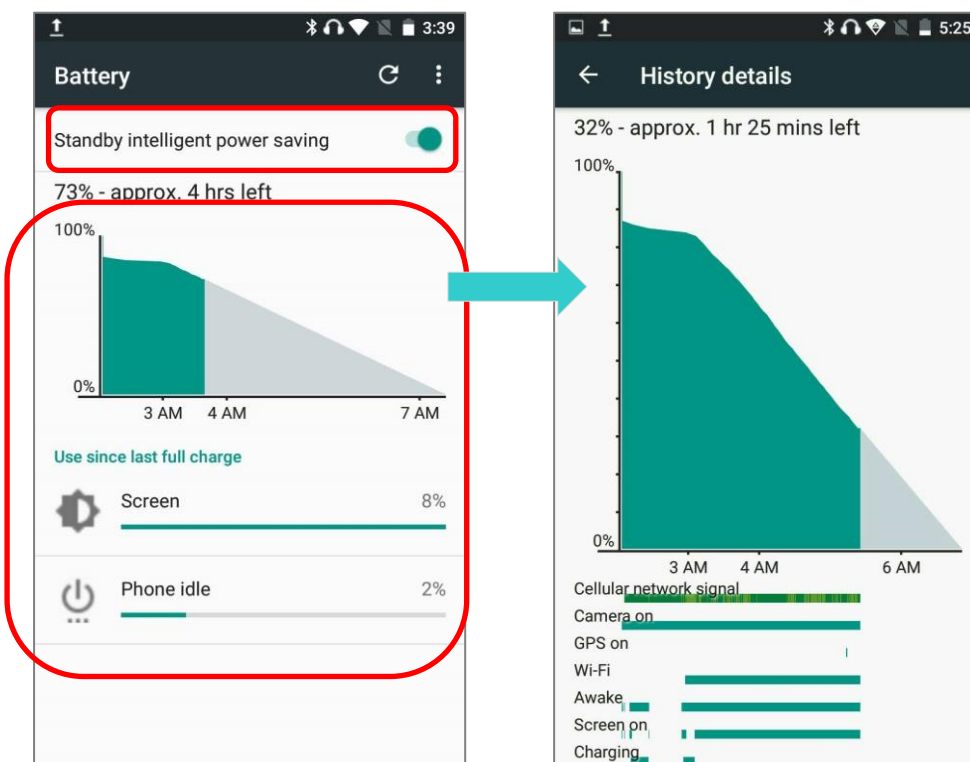 3:39
Battery
Standby intelligent power saving
73% - approx. 4 hrs left
100%
0%
3 AM 4 AM 7 AM
Use since last full charge
Screen 8%
Phone idle 2%
5:25
History details
32% - approx. 1 hr 25 mins left
100%
0%
3 AM 4 AM 6 AM
Cellular network signal
Camera on
GPS on
Wi-Fi
Awake
Screen on
Charging